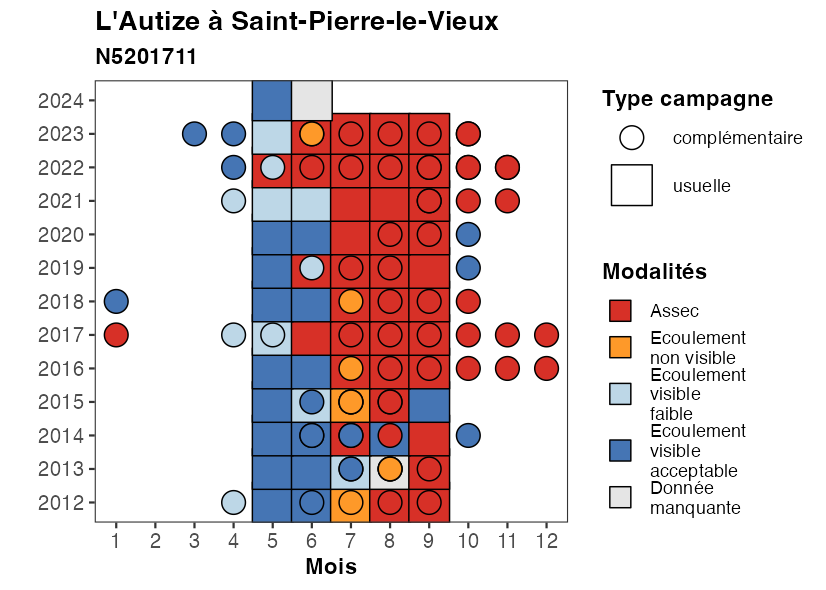 L'Autize à Saint-Pierre-le-Vieux
N5201711
2024
2023
2022
2021
2020
2019
2018
2017
2016
2015
2014
2013
2012
1 2 3 4 5 6 7 8 9 10 11 12
Mois
Type campagne
complémentaire
usuelle
Modalités
Assec
Ecoulement
non visible
Ecoulement
visible
faible
Ecoulement
visible
acceptable
Donnée
manquante